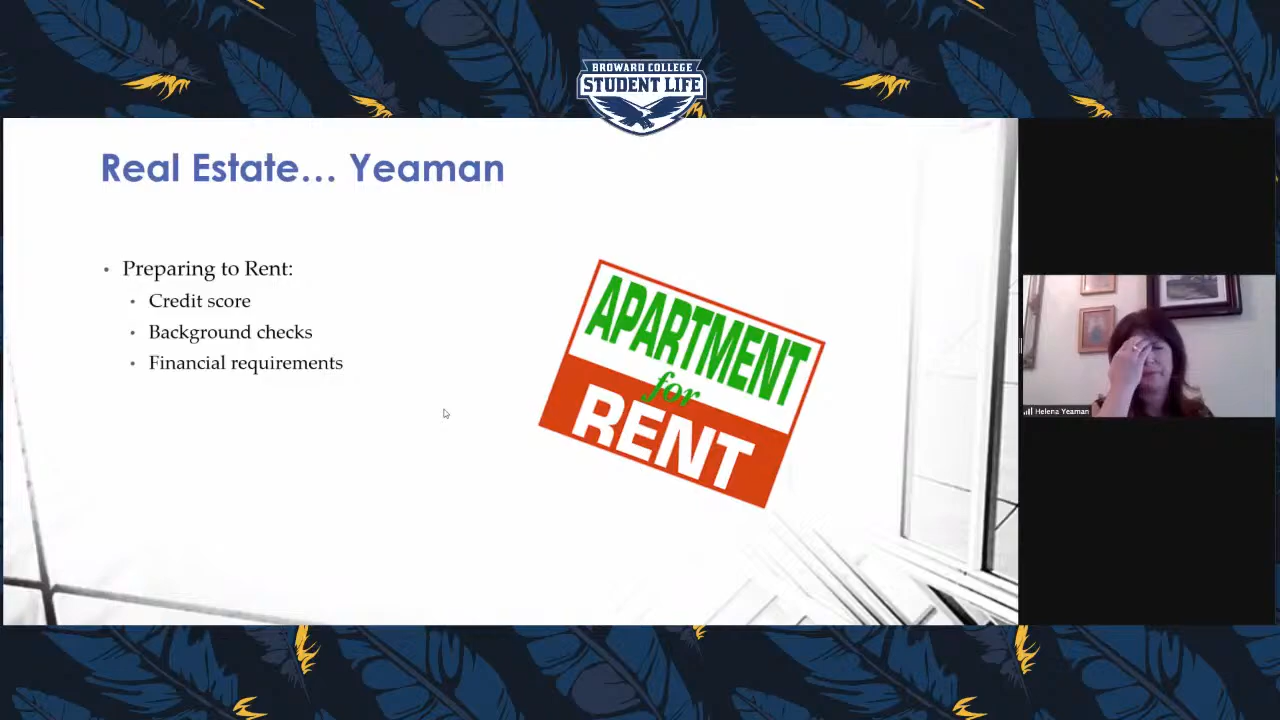 BROWARD COLLEGE
STUDENT LIFE
Real Estate… Yeaman
• Preparing to Rent:
• Credit score
• Background checks
• Financial requirements
APARTMENT
for
RENT
Helena Yeaman